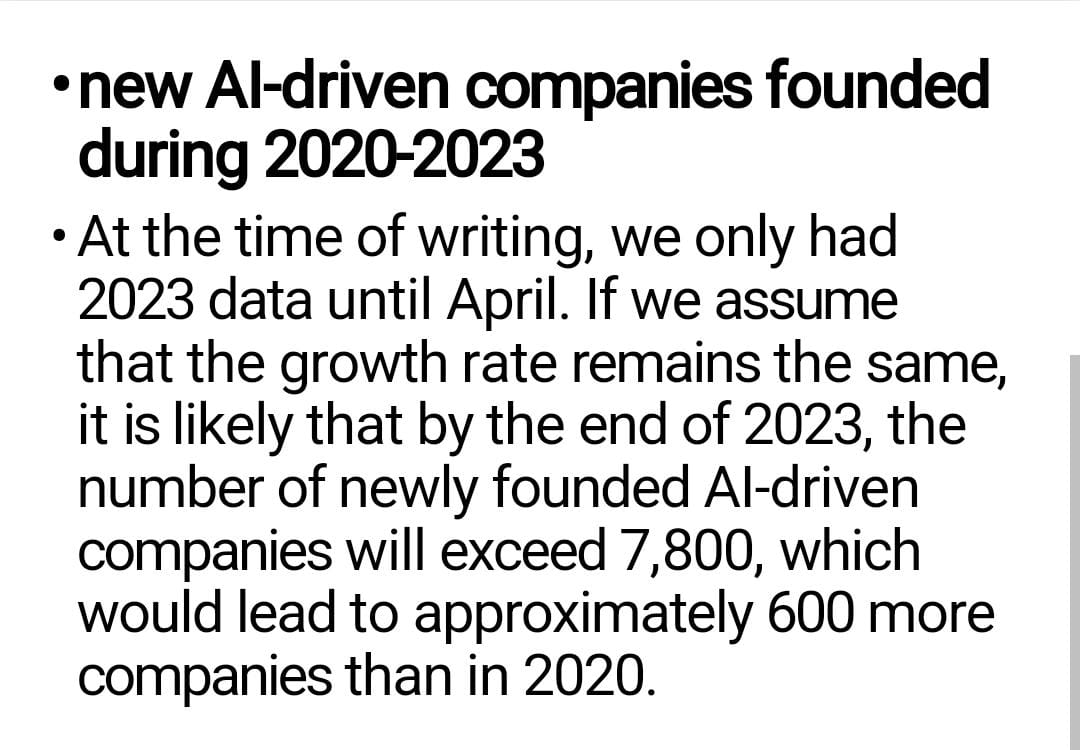 •new AI-driven companies founded
during 2020-2023
•At the time of writing, we only had
2023 data until April. If we assume
that the growth rate remains the same,
it is likely that by the end of 2023, the
number of newly founded AI-driven
companies will exceed 7,800, which
would lead to approximately 600 more
companies than in 2020.